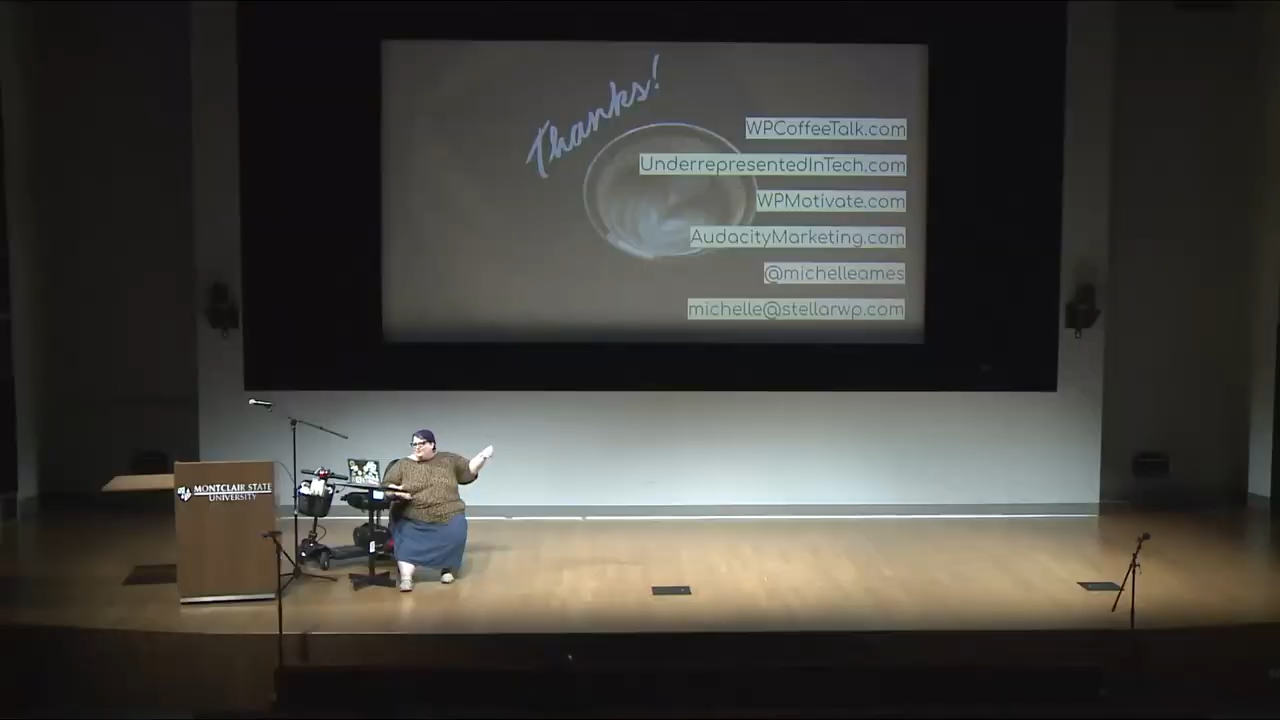 Thanks!
WPCoffeeTalk.com
UnderrepresentedInTech.com
WPMotivate.com
AudacityMarketing.com
@michelleames
michelle@stellarwp.com
MONTCLAIR STATE
UNIVERSITY